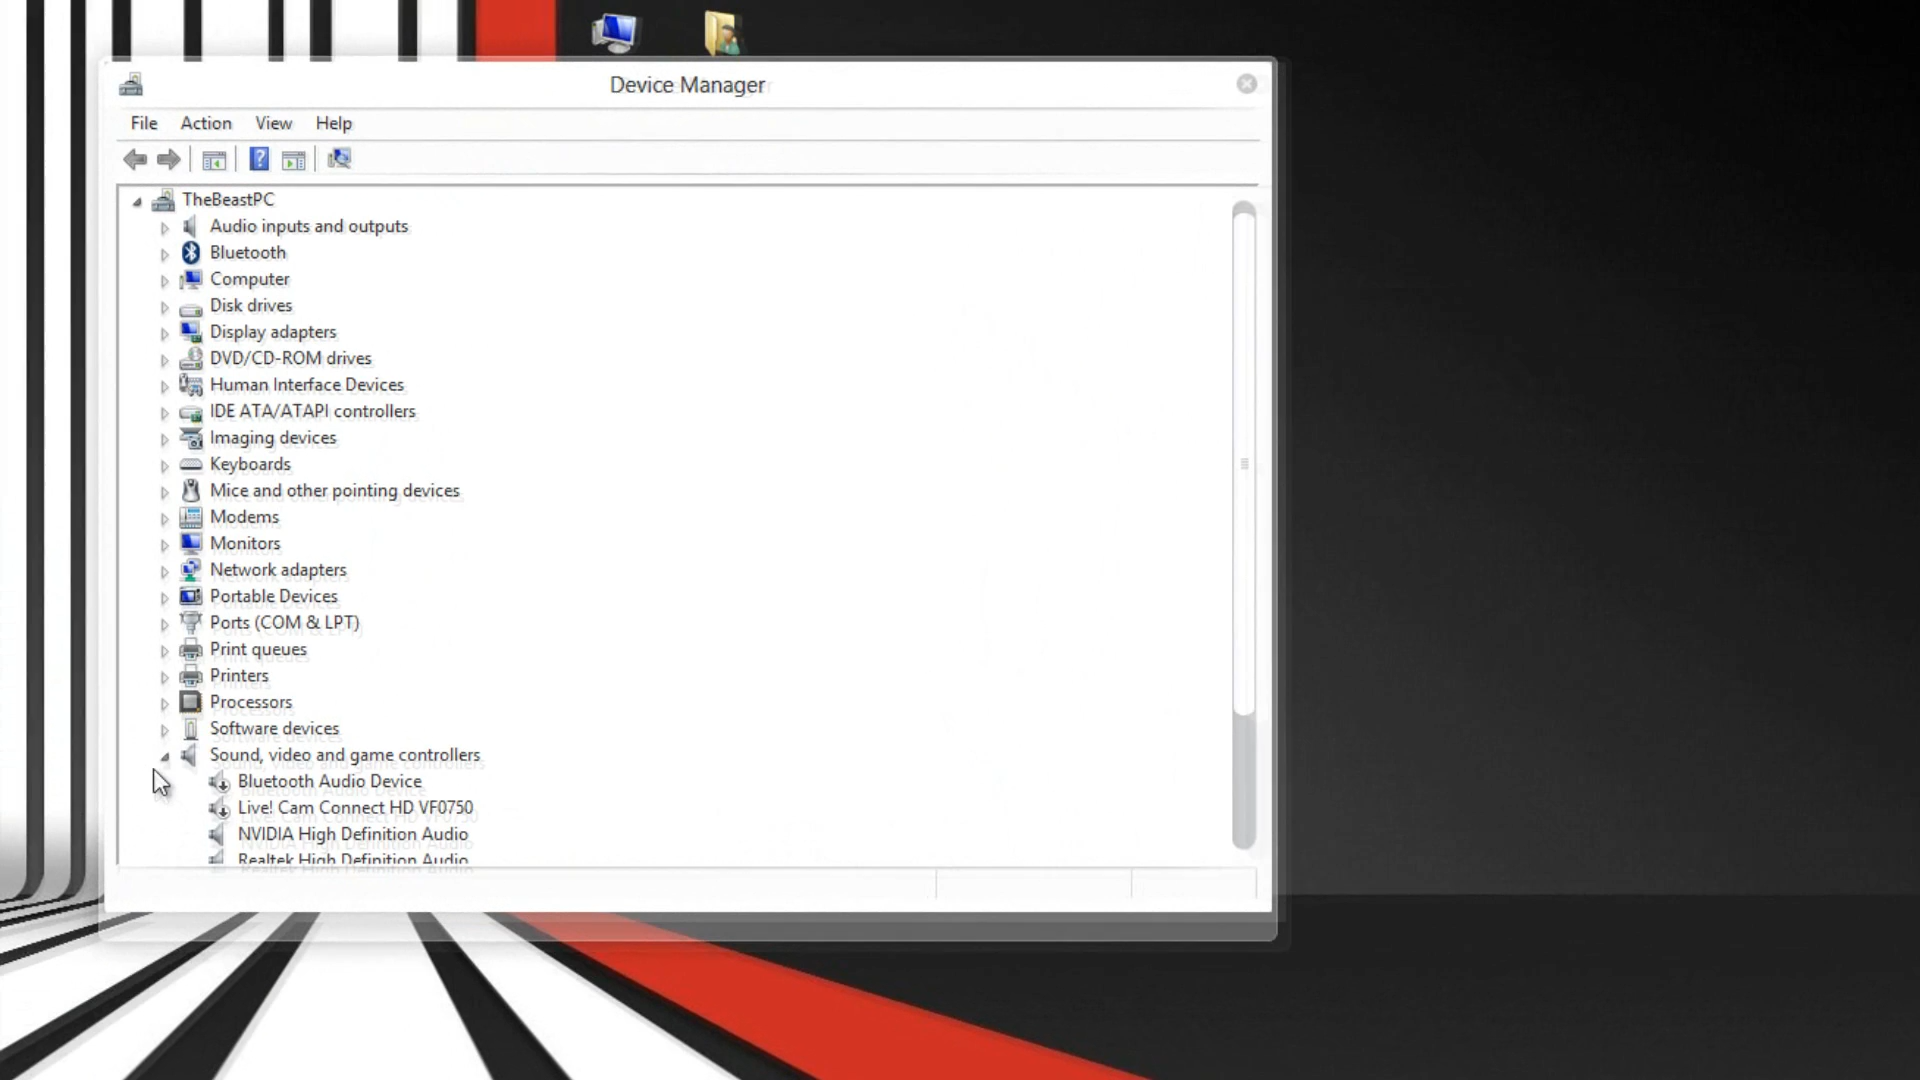 Device Manager
File Action View Help
TheBeastPC
Audio inputs and outputs
Bluetooth
Computer
Disk drives
Display adapters
DVD/CD-ROM drives
Human Interface Devices
IDE ATA/ATAPI controllers
Imaging devices
Keyboards
Mice and other pointing devices
Modems
Monitors
Network adapters
Portable Devices
Ports (COM & LPT)
Print queues
Printers
Processors
Software devices
Sound, video and game controllers
Bluetooth Audio Device
Live! Cam Connect HD VF0750
NVIDIA High Definition Audio
Realtek High Definition Audio